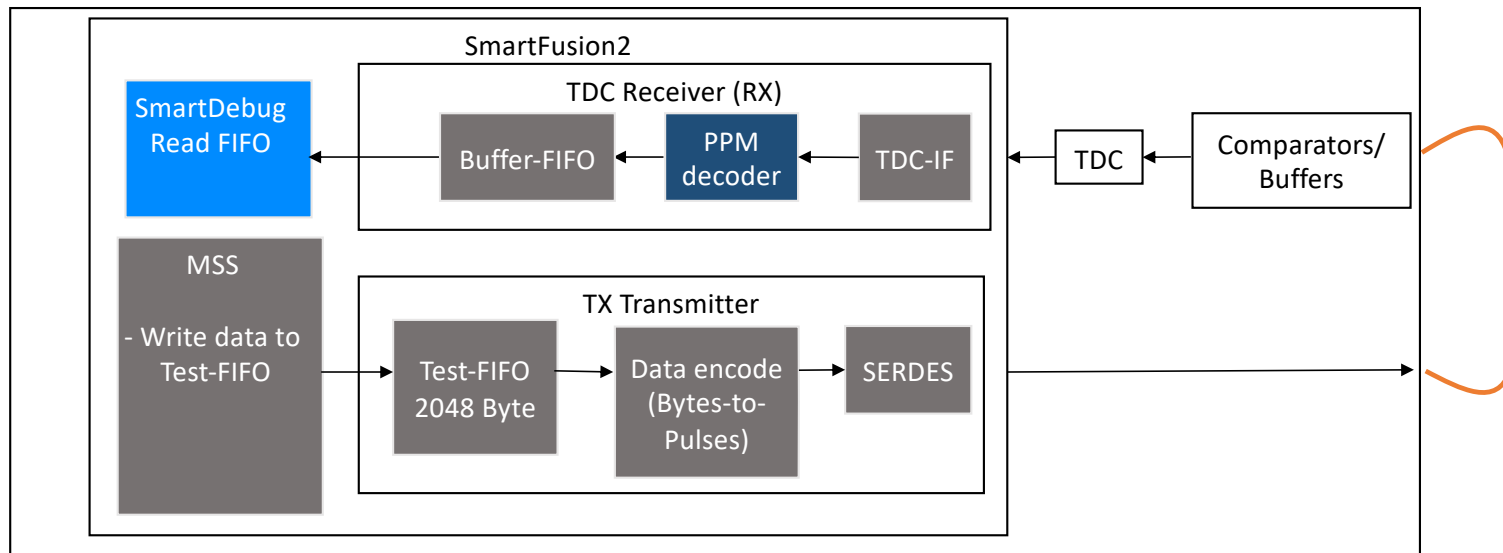 SmartFusion2
SmartDebug
Read FIFO
TDC Receiver (RX)
Buffer-FIFO
PPM
decoder
TDC-IF
TDC
Comparators/
Buffers
MSS
- Write data to
Test-FIFO
TX Transmitter
Test-FIFO
2048 Byte
Data encode
(Bytes-to-
Pulses)
SERDES